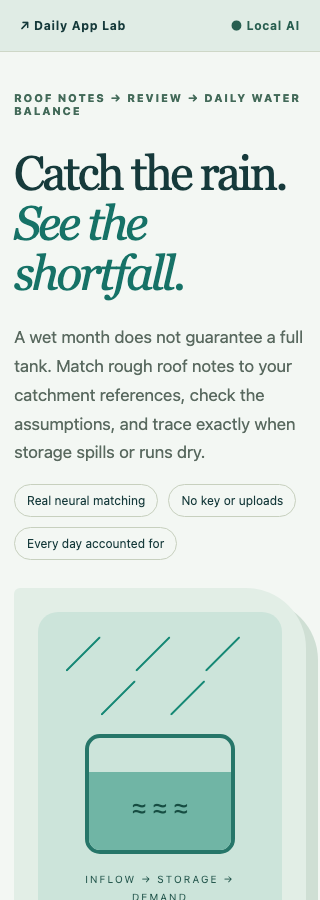 ↗ Daily App Lab
● Local AI
ROOF NOTES → REVIEW → DAILY WATER
BALANCE
Catch the rain.
See the
shortfall.
A wet month does not guarantee a full
tank. Match rough roof notes to your
catchment references, check the
assumptions, and trace exactly when
storage spills or runs dry.
Real neural matching
No key or uploads
Every day accounted for
≈≈≈
INFLOW → STORAGE →
DEMAND